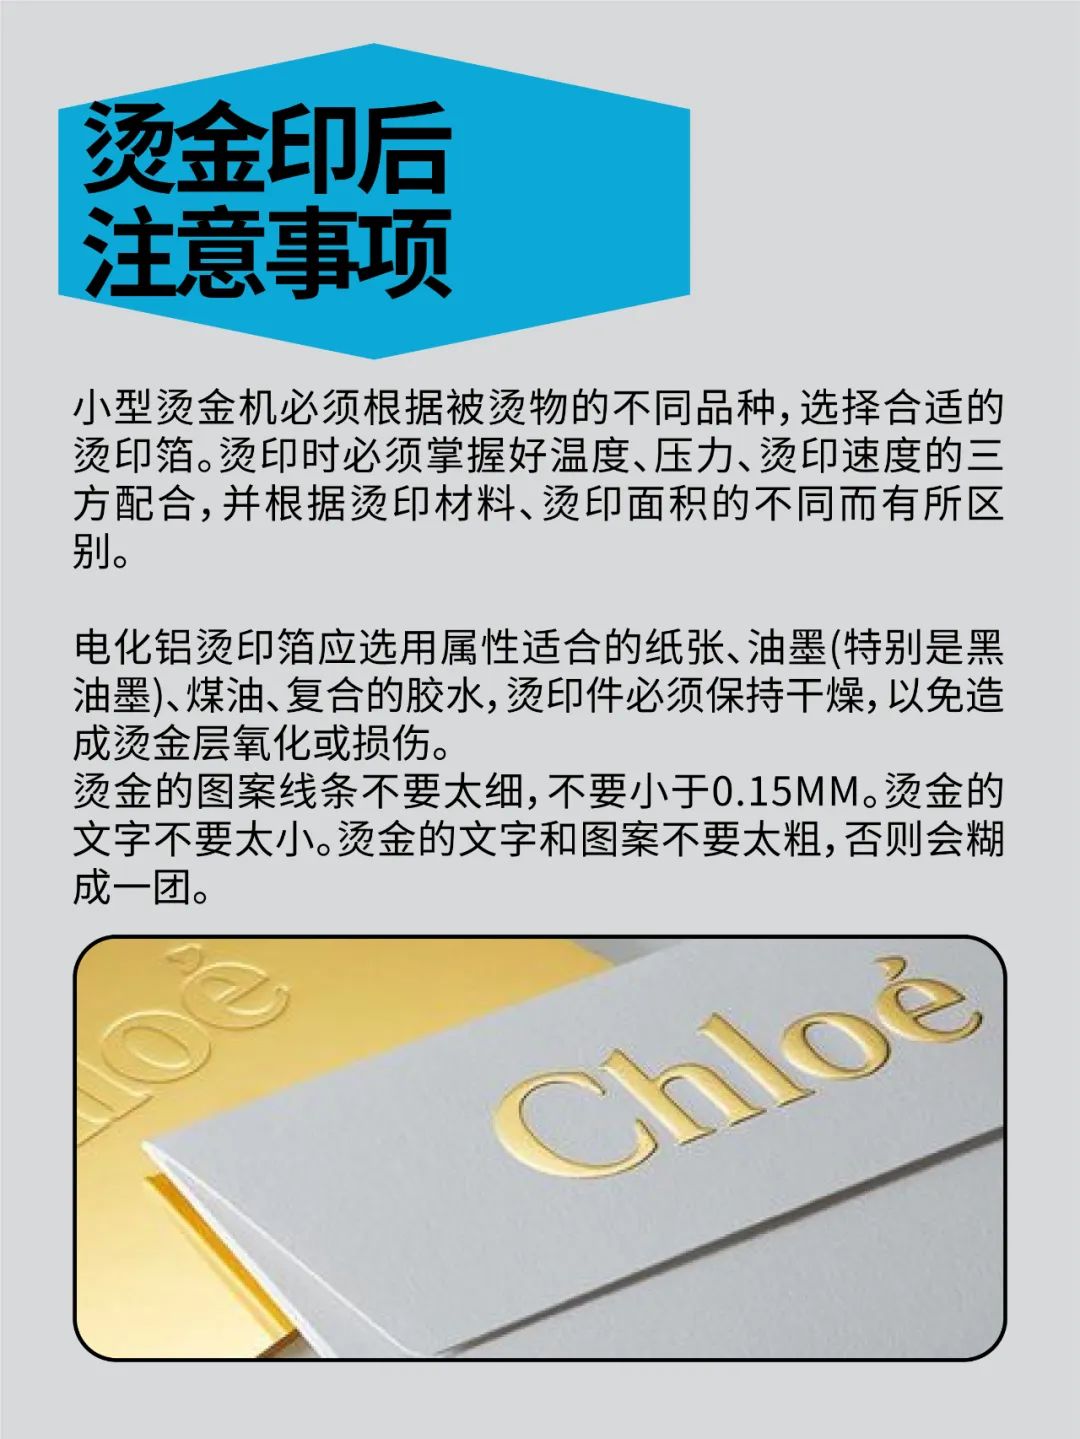 烫金印后
注意事项
小型烫金机必须根据被烫物的不同品种，选择合适的
烫印箔。烫印时必须掌握好温度、压力、烫印速度的三
方配合，并根据烫印材料、烫印面积的不同而有所区
别。
电化铝烫印箔应选用属性适合的纸张、油墨(特别是黑
油墨)、煤油、复合的胶水，烫印件必须保持干燥，以免造
成烫金层氧化或损伤。
烫金的图案线条不要太细，不要小于0.15MM。烫金的
文字不要太小。烫金的文字和图案不要太粗，否则会糊
成一团。
hloè
Chloè